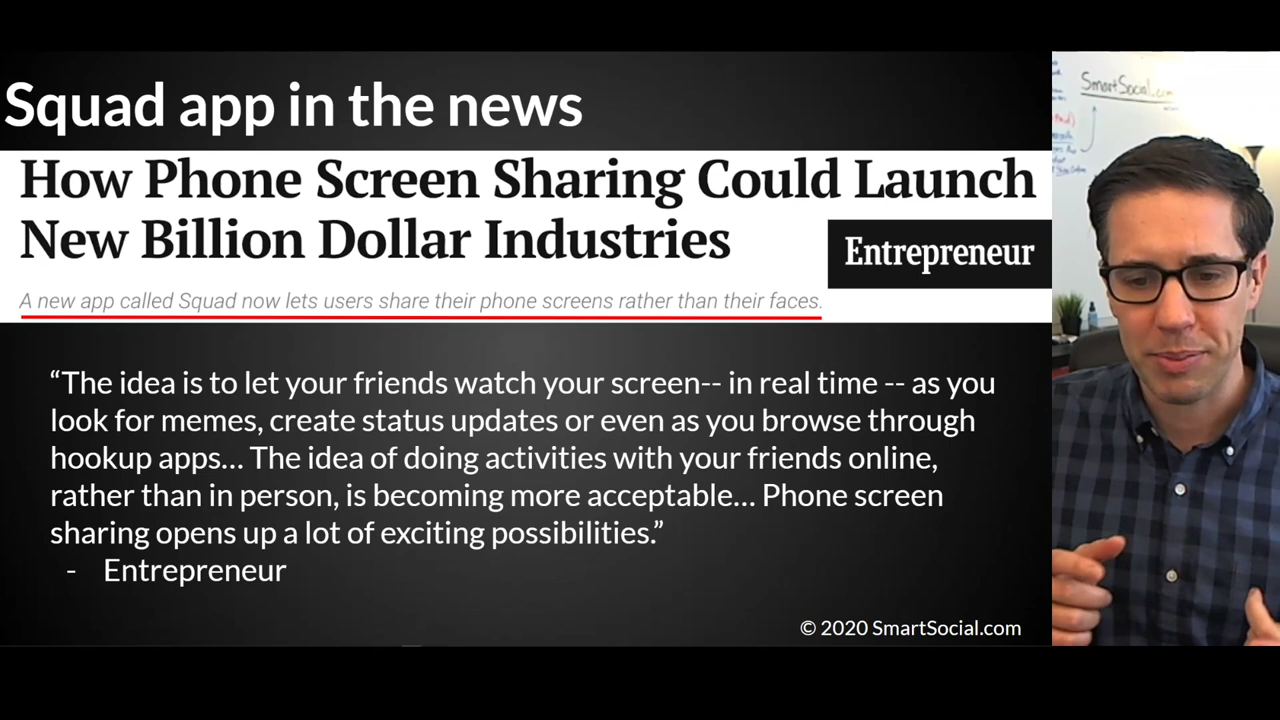 Squad app in the news
How Phone Screen Sharing Could Launch
New Billion Dollar Industries
Entrepreneur
A new app called Squad now lets users share their phone screens rather than their faces.
“The idea is to let your friends watch your screen-- in real time -- as you
look for memes, create status updates or even as you browse through
hookup apps... The idea of doing activities with your friends online,
rather than in person, is becoming more acceptable... Phone screen
sharing opens up a lot of exciting possibilities.”
- Entrepreneur
© 2020 SmartSocial.com
SmartSocial.com